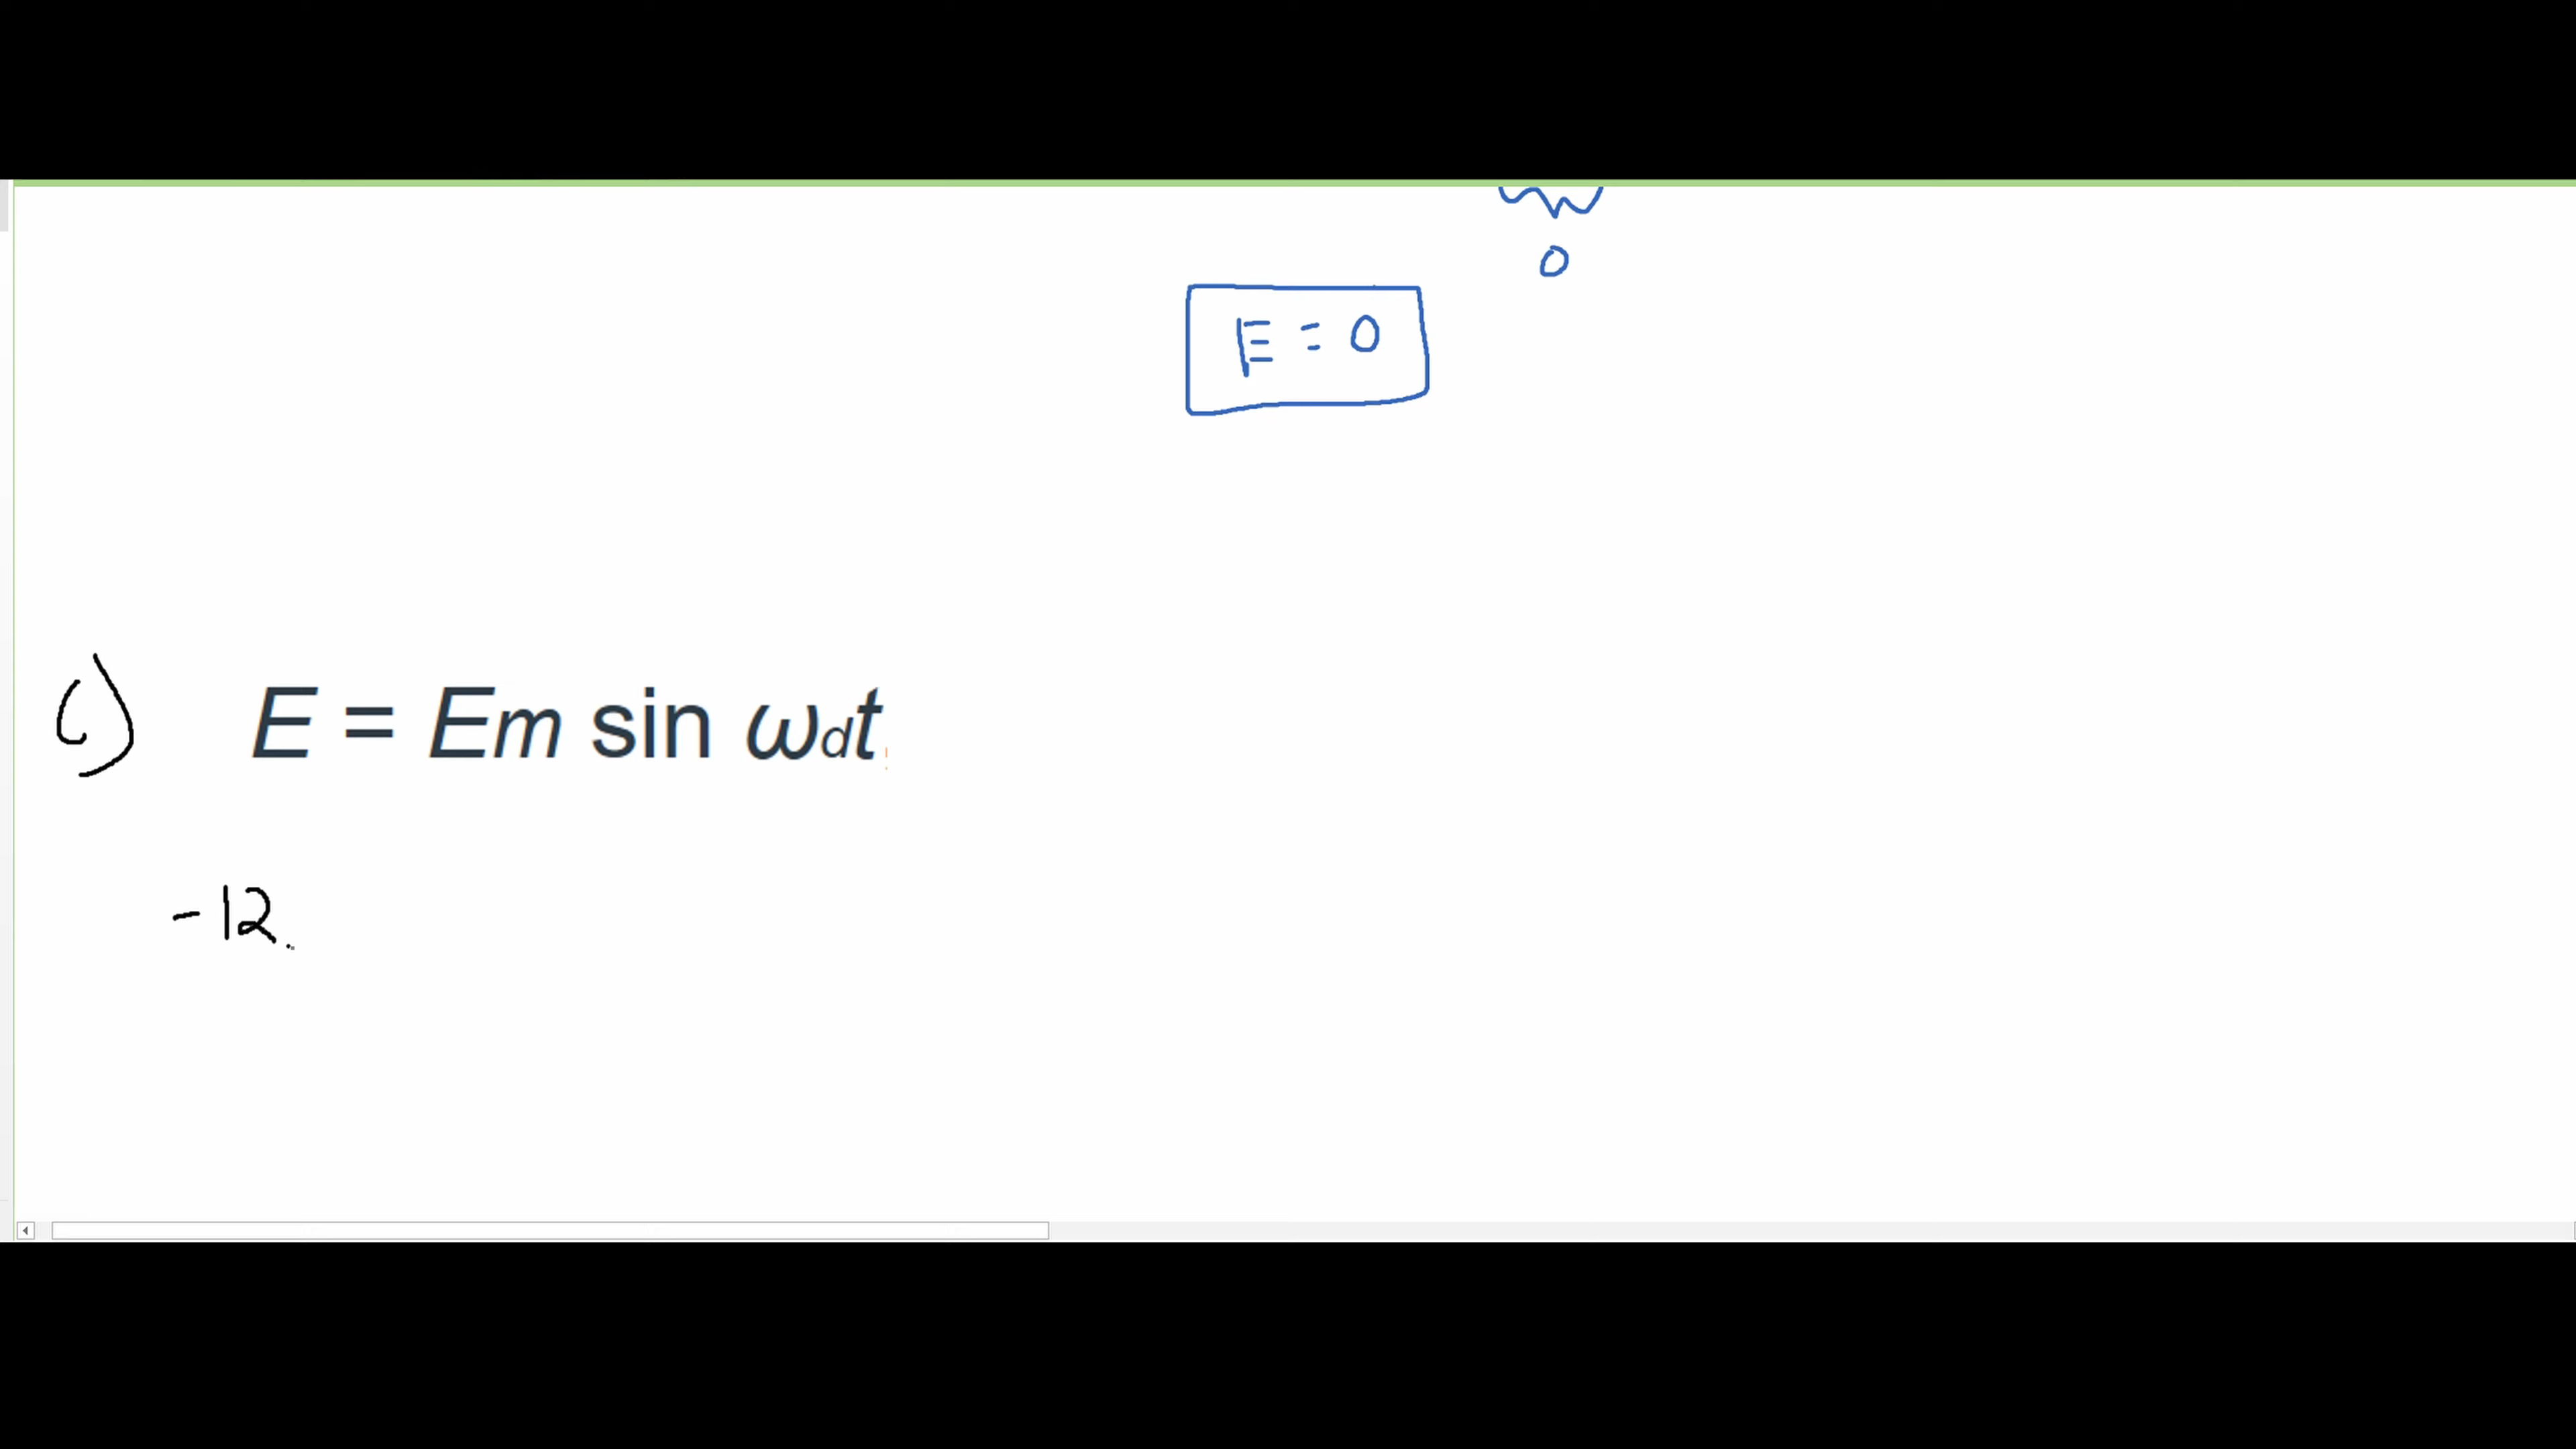 0
E = 0
c) E = Em sin ωdt
-12.